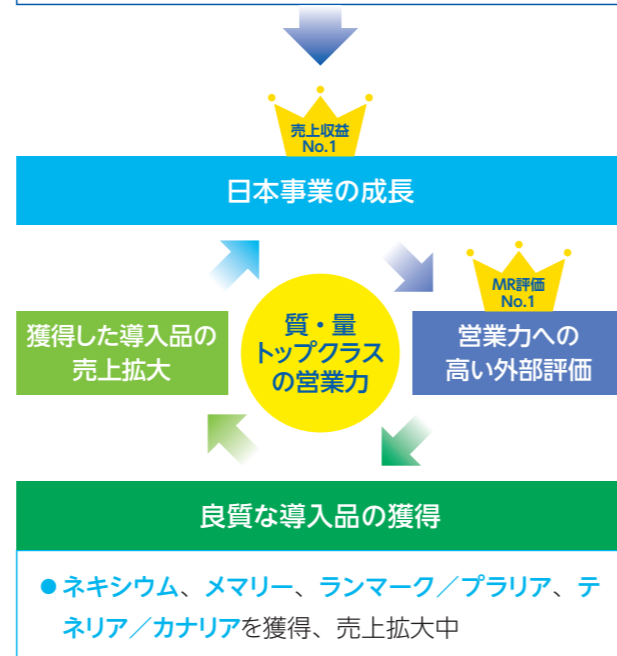 売上収益
No.1
日本事業の成長
MR評価
No.1
獲得した導入品の
売上拡大
質・量
トップクラス
の営業力
営業力への
高い外部評価
良質な導入品の獲得
●ネキシウム、メマリー、ランマーク／プラリア、テ
ネリア／カナリアを獲得、売上拡大中